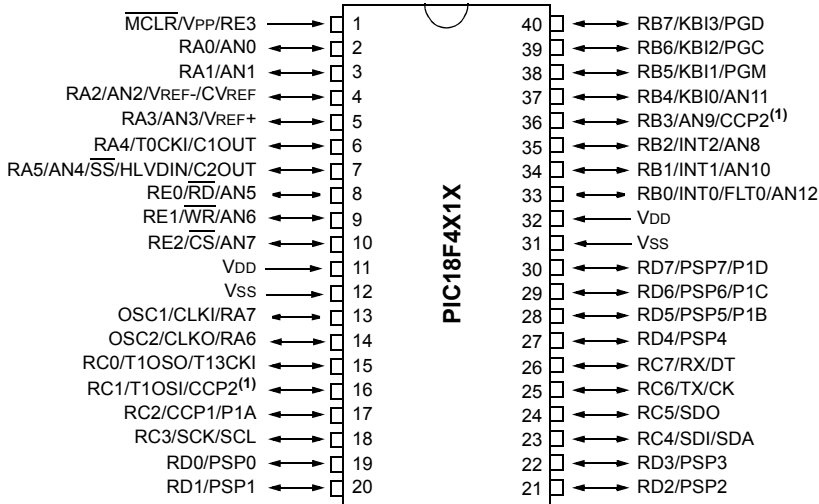 MCLR/VPP/RE3 1 40 RB7/KBI3/PGD
RA0/AN0 2 39 RB6/KBI2/PGC
RA1/AN1 3 38 RB5/KBI1/PGM
RA2/AN2/VREF-/CVREF 4 37 RB4/KBI0/AN11
RA3/AN3/VREF+ 5 36 RB3/AN9/CCP2(1)
RA4/T0CKI/C1OUT 6 35 RB2/INT2/AN8
RA5/AN4/SS/HLVDIN/C2OUT 7 34 RB1/INT1/AN10
RE0/RD/AN5 8 33 RB0/INT0/FLT0/AN12
RE1/WR/AN6 9 32 VDD
RE2/CS/AN7 10 31 VSS
VDD 11 30 RD7/PSP7/P1D
VSS 12 29 RD6/PSP6/P1C
OSC1/CLKI/RA7 13 28 RD5/PSP5/P1B
OSC2/CLKO/RA6 14 27 RD4/PSP4
RC0/T1OSO/T13CKI 15 26 RC7/RX/DT
RC1/T1OSI/CCP2(1) 16 25 RC6/TX/CK
RC2/CCP1/P1A 17 24 RC5/SDO
RC3/SCK/SCL 18 23 RC4/SDI/SDA
RD0/PSP0 19 22 RD3/PSP3
RD1/PSP1 20 21 RD2/PSP2
PIC18F4X1X